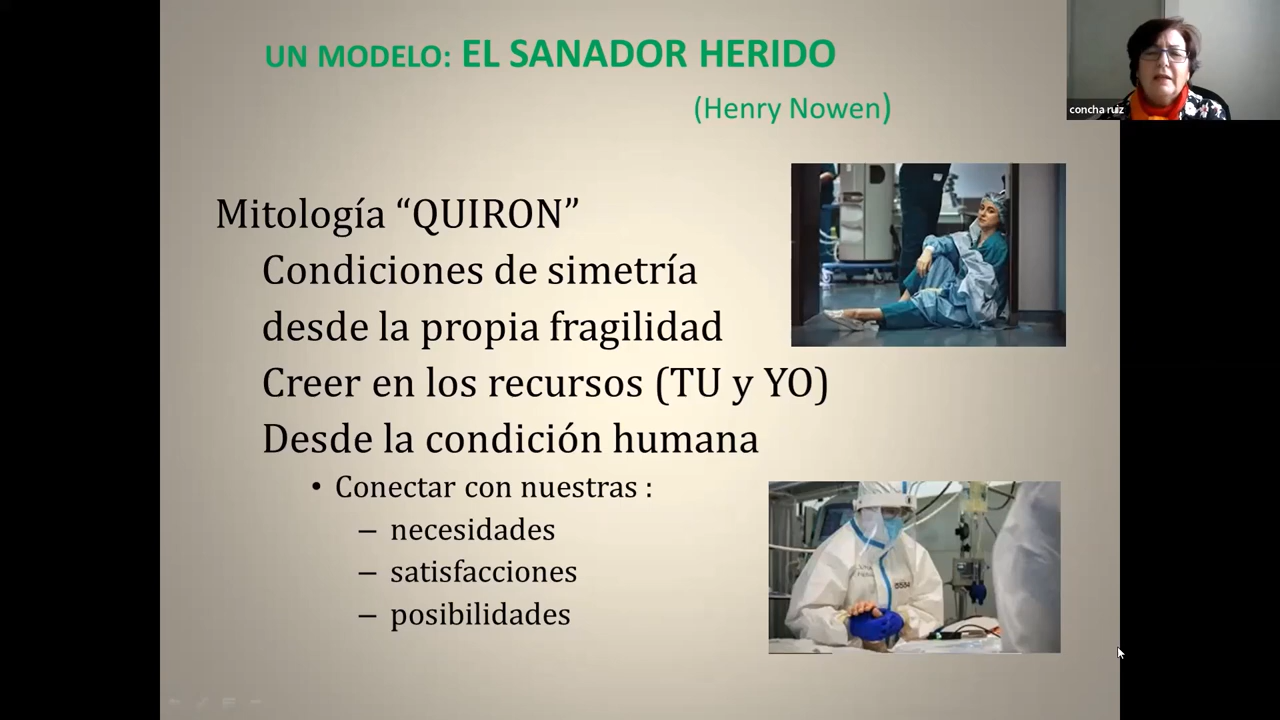 UN MODELO: EL SANADOR HERIDO
(Henry Nowen)
concha ruiz
Mitología “QUIRON”
Condiciones de simetría
desde la propia fragilidad
Creer en los recursos (TU y YO)
Desde la condición humana
• Conectar con nuestras :
– necesidades
– satisfacciones
– posibilidades